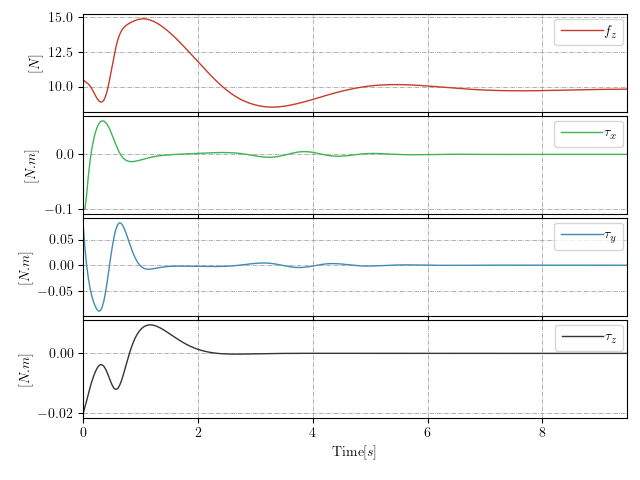 15.0
12.5
10.0
[N]
f_z
0.0
−0.1
[N.m]
τ_x
0.05
0.00
−0.05
[N.m]
τ_y
0.00
−0.02
[N.m]
τ_z
0 2 4 6 8
Time[s]